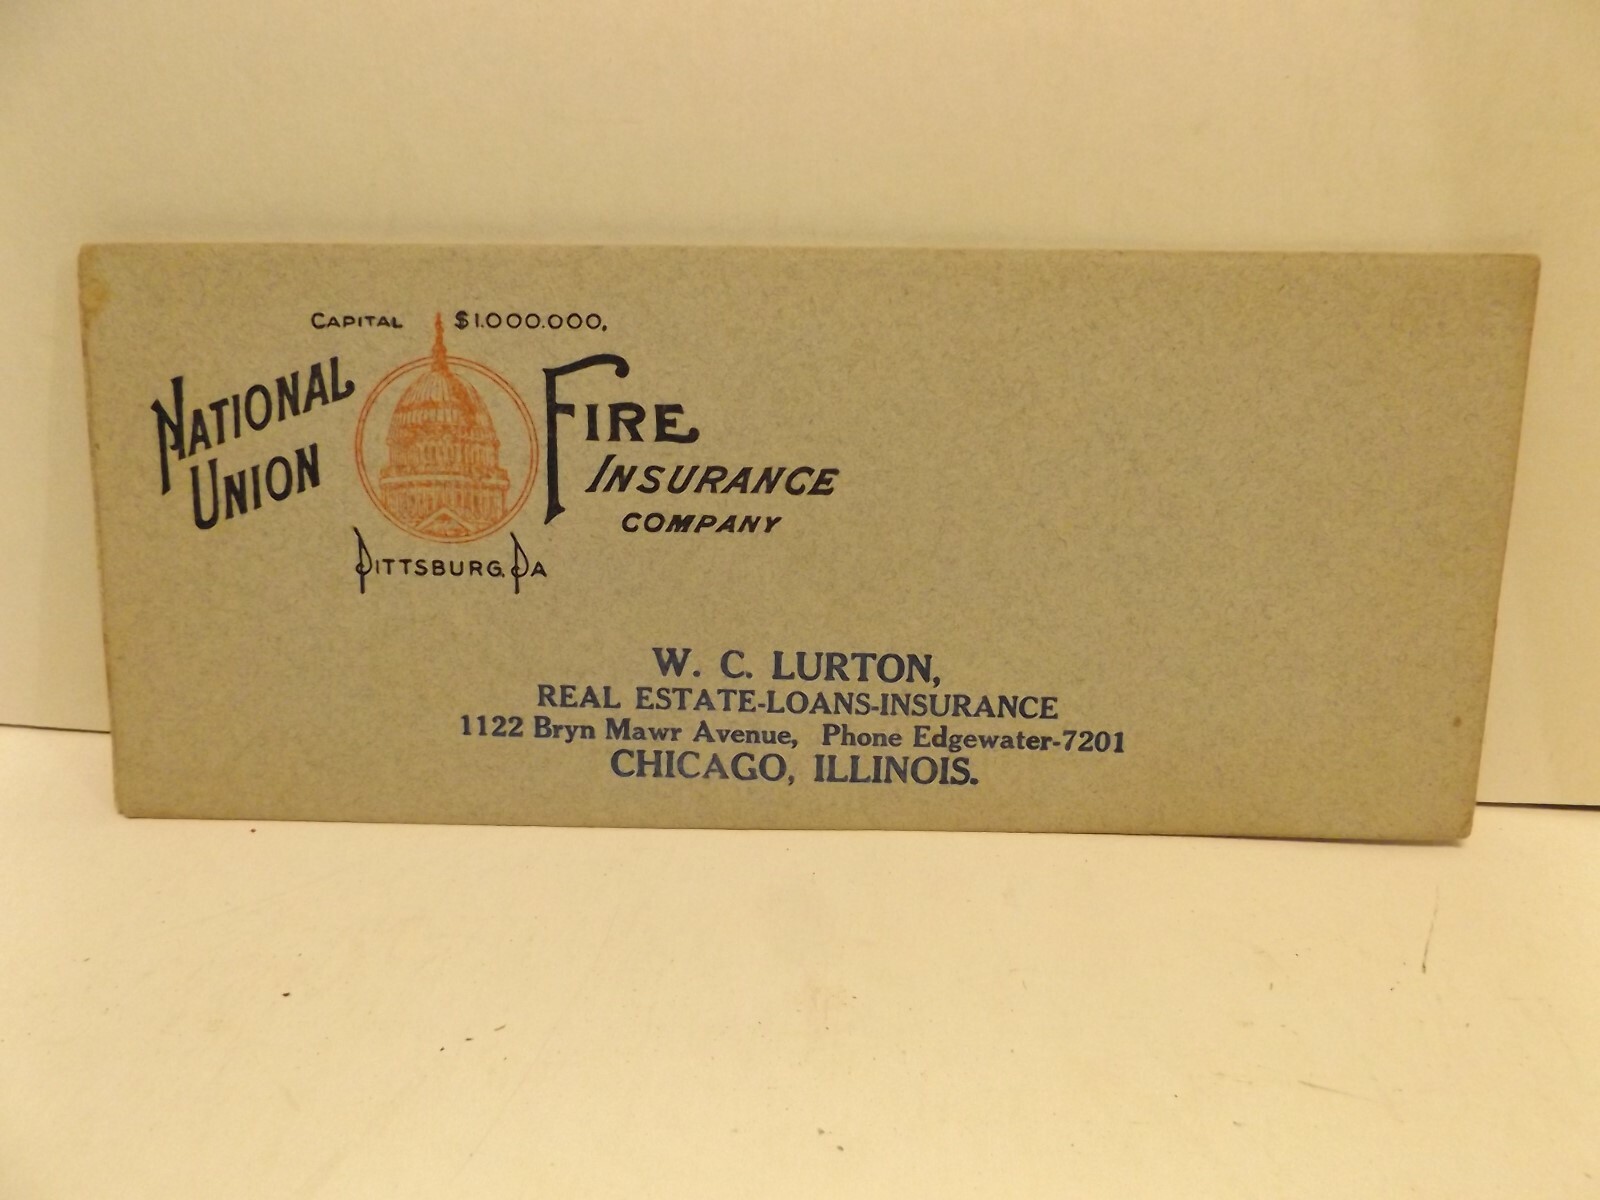 CAPITAL $1.000.000.
NATIONAL
UNION
FIRE
INSURANCE
COMPANY
PITTSBURG, PA
W. C. LURTON,
REAL ESTATE-LOANS-INSURANCE
1122 Bryn Mawr Avenue, Phone Edgewater-7201
CHICAGO, ILLINOIS.